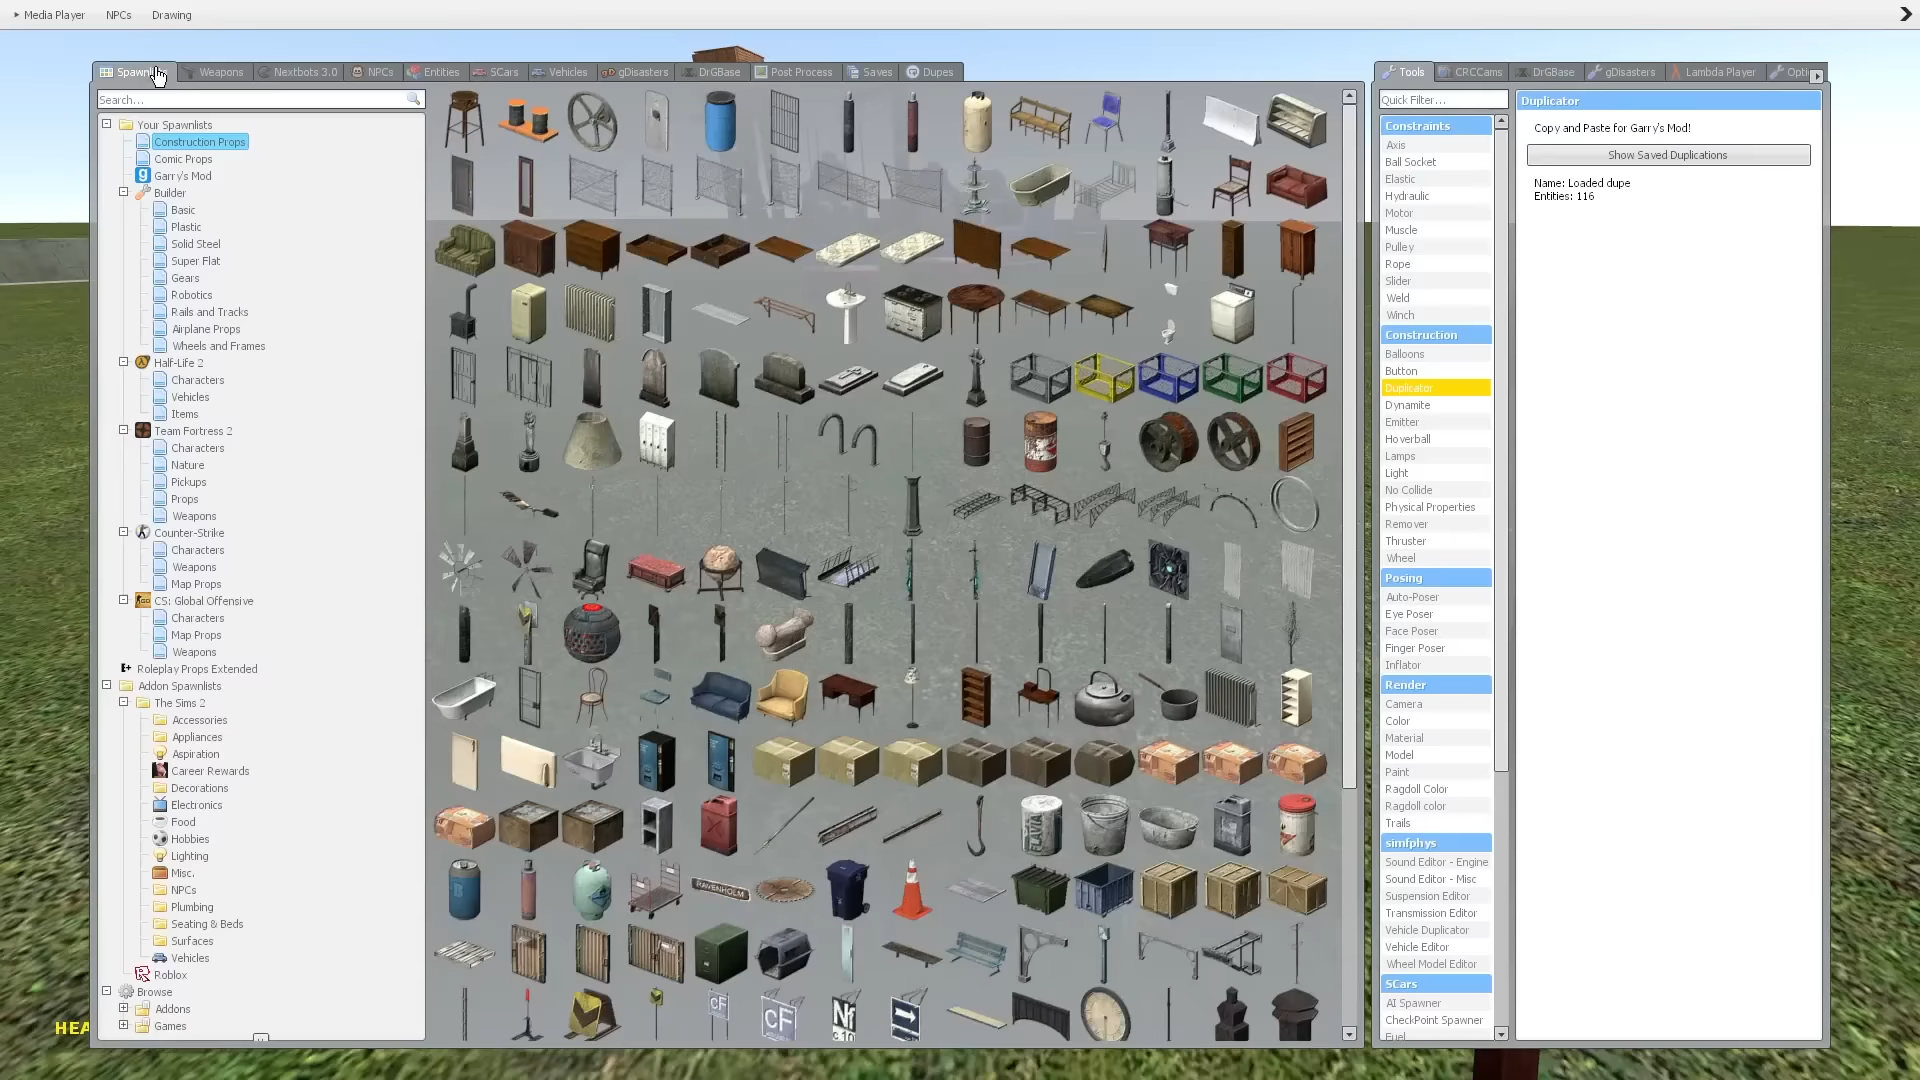 Media Player NPCs Drawing
Weapons Nextbots 3.0 NPCs Entities SCars Vehicles gDisasters DrGBase Post Process Saves Dupes
Tools CRCCams DrGBase gDisasters Lambda Player
Search...
Your Spawnlists
Construction Props
Comic Props
Garry's Mod
Builder
Basic
Plastic
Solid Steel
Super Flat
Gears
Robotics
Rails and Tracks
Airplane Props
Wheels and Frames
Half-Life 2
Characters
Vehicles
Items
Team Fortress 2
Characters
Nature
Pickups
Props
Weapons
Counter-Strike
Characters
Weapons
Map Props
CS: Global Offensive
Characters
Map Props
Weapons
Roleplay Props Extended
Addon Spawnlists
The Sims 2
Accessories
Appliances
Aspiration
Career Rewards
Decorations
Electronics
Food
Hobbies
Lighting
Misc.
NPCs
Plumbing
Seating & Beds
Surfaces
Vehicles
Roblox
Browse
Addons
Games
HEA
RAVENHOLM
CF
CF
Nf
Quick Filter...
Constraints
Axis
Ball Socket
Elastic
Hydraulic
Motor
Muscle
Pulley
Rope
Slider
Weld
Winch
Construction
Balloons
Button
Duplicator
Dynamite
Emitter
Hoverball
Lamps
Light
No Collide
Physical Properties
Remover
Thruster
Wheel
Posing
Auto-Poser
Eye Poser
Face Poser
Finger Poser
Inflator
Render
Camera
Color
Material
Model
Paint
Ragdoll Color
Ragdoll color
Trails
simfphys
Sound Editor - Engine
Sound Editor - Misc
Suspension Editor
Transmission Editor
Vehicle Duplicator
Vehicle Editor
Wheel Model Editor
SCars
AI Spawner
CheckPoint Spawner
Fuel
Duplicator
Copy and Paste for Garry's Mod!
Show Saved Duplications
Name: Loaded dupe
Entities: 116